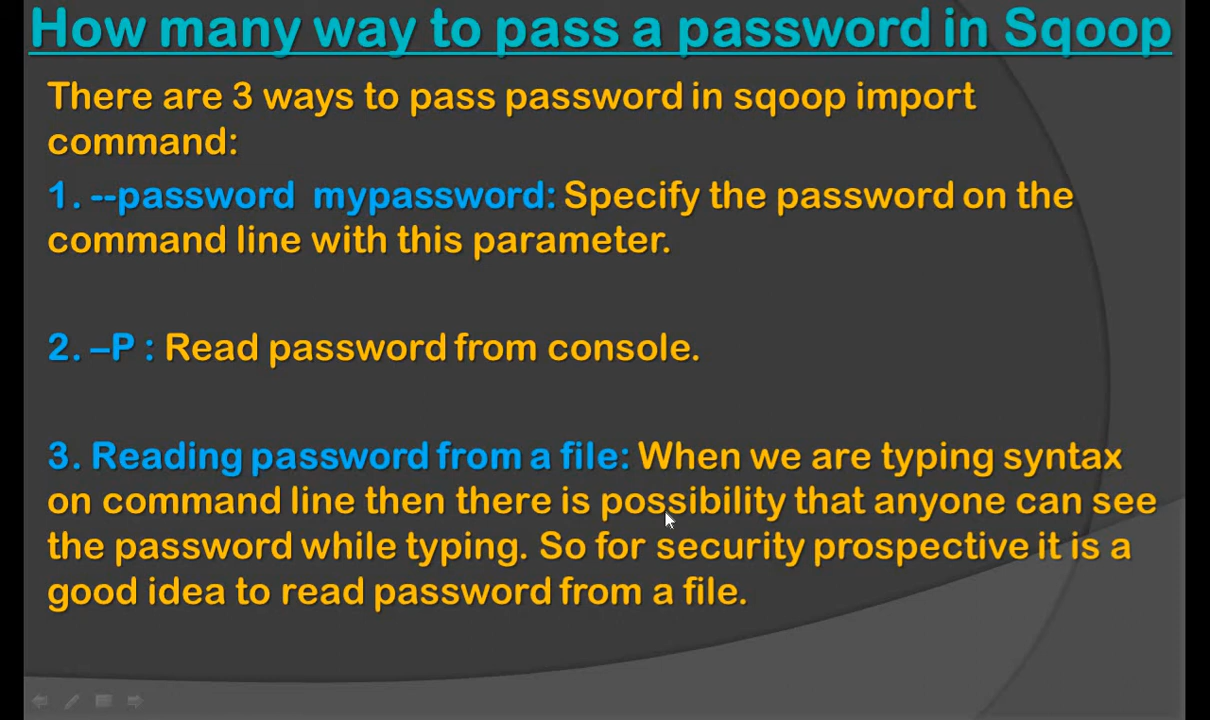 How many way to pass a password in Sqoop
There are 3 ways to pass password in sqoop import
command:
1. --password mypassword: Specify the password on the
command line with this parameter.
2. –P : Read password from console.
3. Reading password from a file: When we are typing syntax
on command line then there is possibility that anyone can see
the password while typing. So for security prospective it is a
good idea to read password from a file.